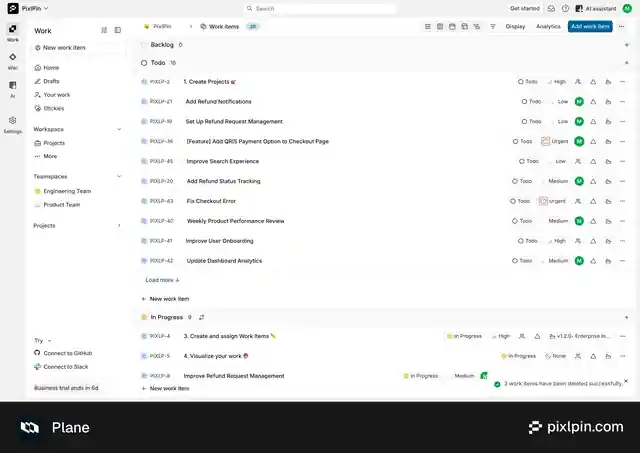 PixlPin
Search
Get started
AI assistant
M
Work
PixlPin
Work items
Display
Analytics
Add work item
New work item
Work
Wiki
AI
Settings
Home
Drafts
Your work
Stickies
Workspace
Projects
More
Teamspaces
Engineering Team
Product Team
Projects
Try
Connect to GitHub
Connect to Slack
Business trial ends in 6d
Backlog 0
Todo
PIXLP-2 1. Create Projects Todo High
PIXLP-21 Add Refund Notifications Todo Low M
PIXLP-19 Set Up Refund Request Management Todo Low M
PIXLP-36 [Feature] Add QRIS Payment Option to Checkout Page Todo Urgent M
PIXLP-45 Improve Search Experience Todo Low
PIXLP-20 Add Refund Status Tracking Todo Medium M
PIXLP-43 Fix Checkout Error Todo Urgent
PIXLP-40 Weekly Product Performance Review Todo Medium M
PIXLP-41 Improve User Onboarding Todo High
PIXLP-42 Update Dashboard Analytics Todo Medium M
Load more ↓
+ New work item
In Progress 9
PIXLP-4 3. Create and assign Work Items In Progress High v1.2.0- Enterprise In...
PIXLP-5 4. Visualize your work In Progress None
Improve Refund Request Management In Progress Medium
+ New work item
3 work items have been deleted successfully.
Plane
pixlpin.com